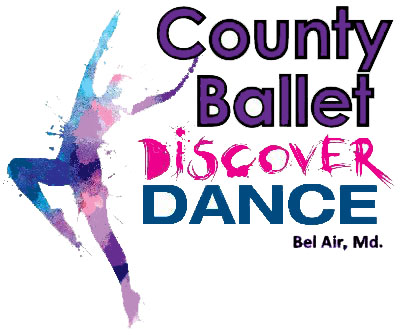 County
Ballet
DISCOVER
DANCE
Bel Air, Md.